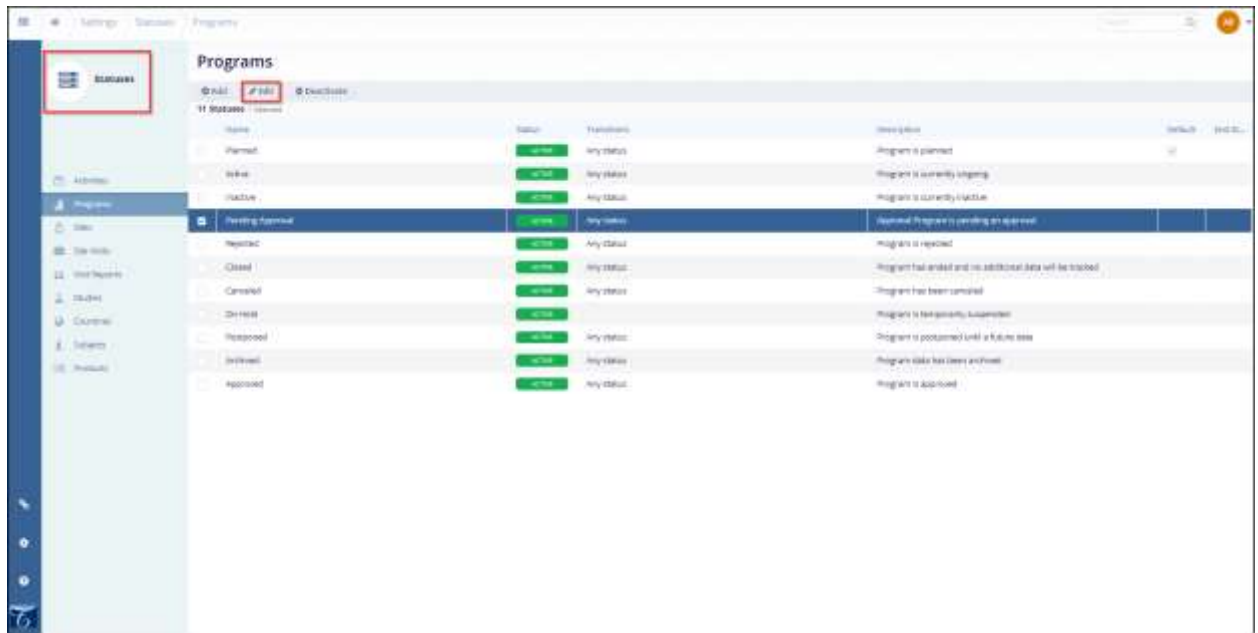 Settings Statuses Programs
Statuses
Programs
Add Edit Deactivate
11 Statuses
Name Status Transitions Description Default
Planned ACTIVE Any status Program is planned
Active ACTIVE Any status Program is currently ongoing
Inactive ACTIVE Any status Program is currently inactive
Pending Approval ACTIVE Any status Approval Program is pending an approval
Rejected ACTIVE Any status Program is rejected
Closed ACTIVE Any status Program has ended and no additional data will be tracked
Canceled ACTIVE Any status Program has been canceled
On Hold ACTIVE Program is temporarily suspended
Postponed ACTIVE Any status Program is postponed until a future date
Archived ACTIVE Any status Program data has been archived
Approved ACTIVE Any status Program is approved
Activities
Programs
Site Visits
Visit Reports
Studies
Countries
Subjects
Products